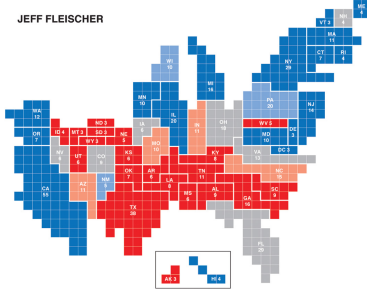 JEFF FLEISCHER
ME
4
VT 3
NH
4
WA
12
MA
11
WI
10
NY
29
CT
7
RI
4
MI
16
OR
7
MN
10
IL
20
PA
20
NJ
14
ND 3
ID 4
MT 3
SD 3
WY 3
NE
5
IA
6
IN
11
OH
18
WV 5
MD
10
DE
3
DC 3
NV
6
UT
6
CO
9
KS
6
MO
10
KY
8
VA
13
CA
55
AZ
11
NM
5
OK
7
AR
6
TN
11
NC
15
LA
8
MS
6
AL
9
GA
16
SC
9
TX
38
FL
29
AK 3
HI 4